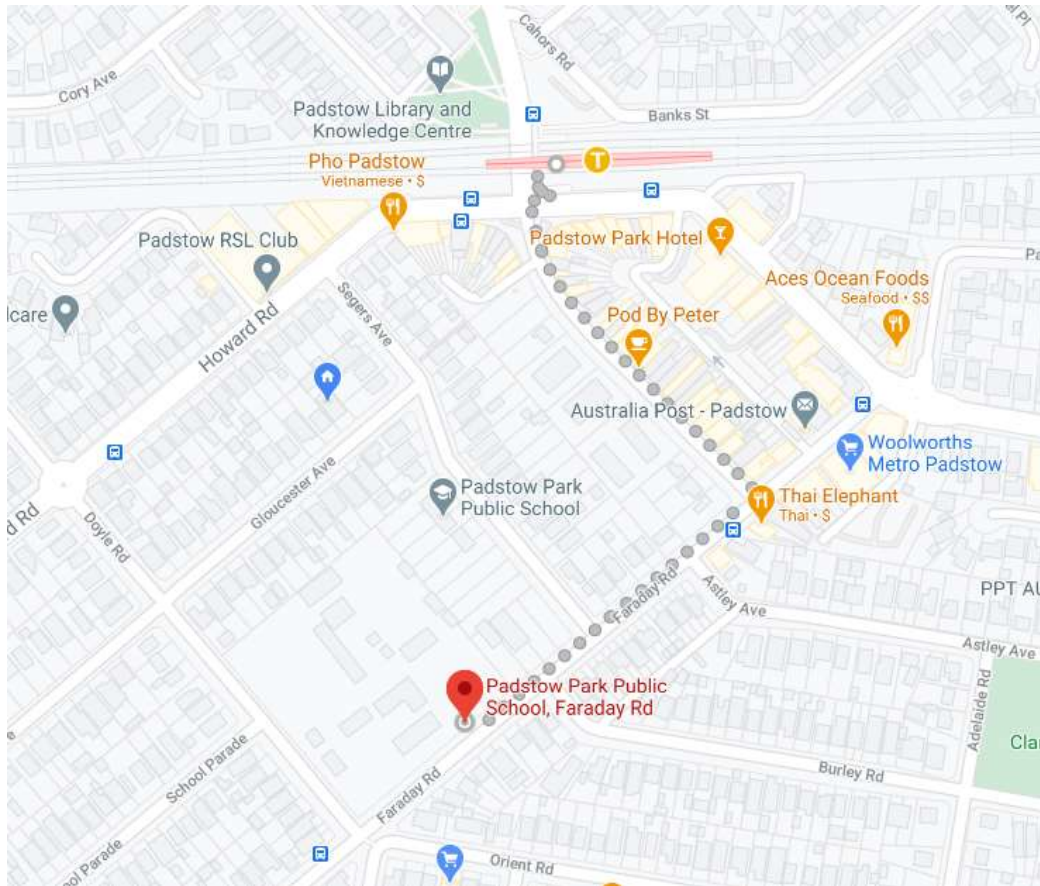 Cahors Rd
Cory Ave
Banks St
Padstow Library and
Knowledge Centre
T
Pho Padstow
Vietnamese • $
Padstow RSL Club
Padstow Park Hotel
Aces Ocean Foods
Seafood • $$
lcare
Segers Ave
Howard Rd
Pod By Peter
Australia Post - Padstow
Woolworths
Metro Padstow
Padstow Park
Public School
Thai Elephant
Thai • $
Gloucester Ave
Doyle Rd
d Rd
Faraday Rd
Astley Ave
PPT AU
Astley Ave
Adelaide Rd
Padstow Park Public
School, Faraday Rd
Clar
School Parade
Faraday Rd
Burley Rd
ool Parade
Orient Rd